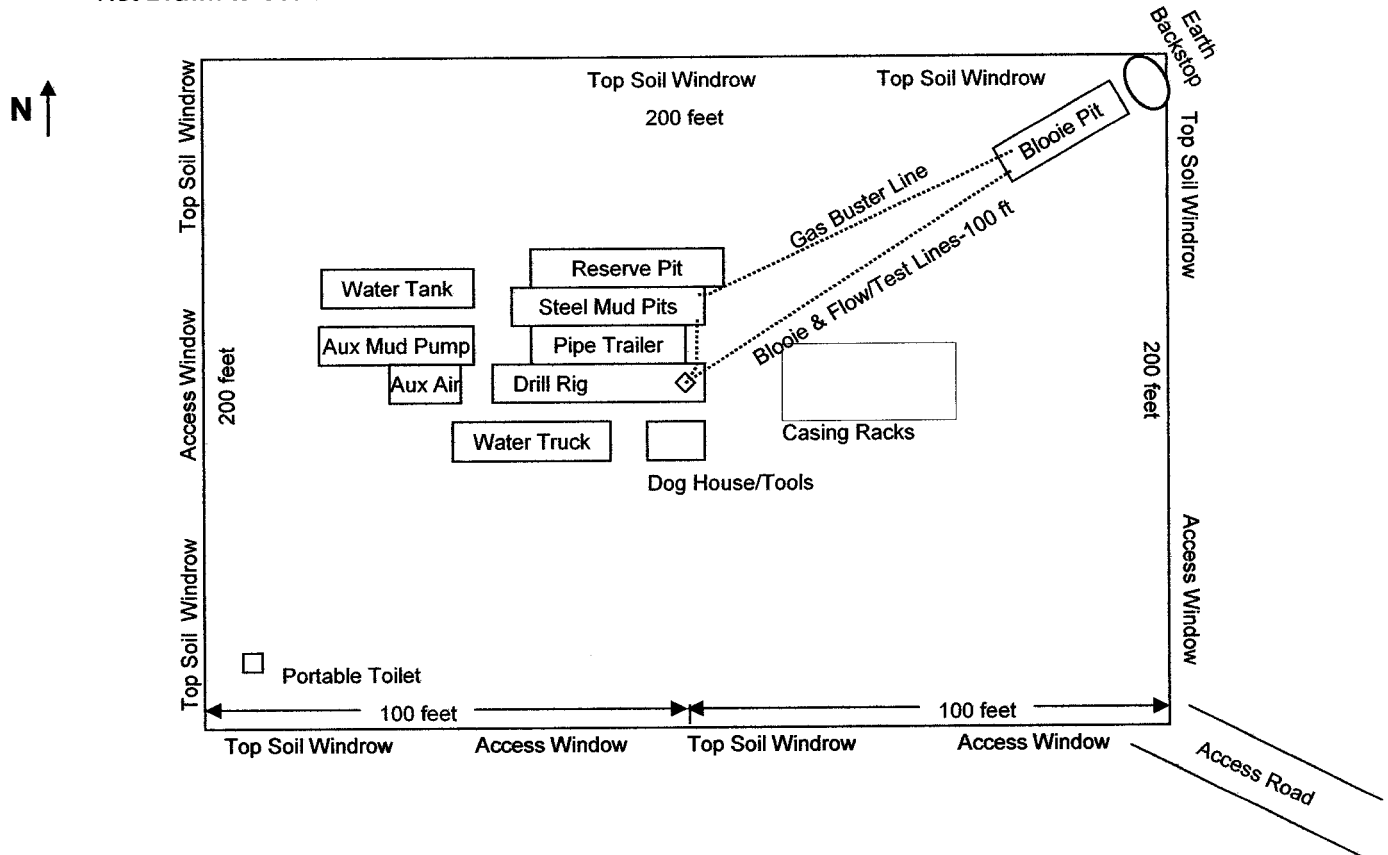 Earth
Backstop
N
Top Soil Windrow
Top Soil Windrow
200 feet
Top Soil Windrow
Blooie Pit
Top Soil Windrow
Gas Buster Line
Blooie & Flow/Test Lines-100 ft
Reserve Pit
Water Tank
Steel Mud Pits
Aux Mud Pump
Pipe Trailer
Aux Air
Drill Rig
Access Window
200 feet
200 feet
Casing Racks
Water Truck
Dog House/Tools
Top Soil Windrow
Access Window
Portable Toilet
100 feet
100 feet
Top Soil Windrow
Access Window
Top Soil Windrow
Access Window
Access Road